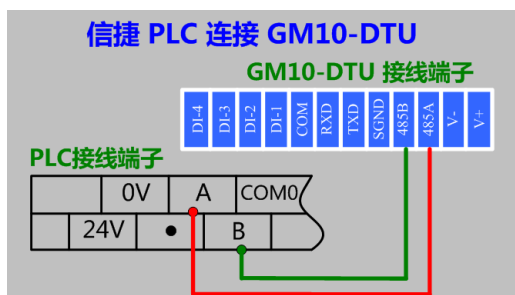 信捷 PLC 连接 GM10-DTU
GM10-DTU 接线端子
DI-4 DI-3 DI-2 DI-1 COM RXD TXD SGND 485B 485A V- V+
PLC接线端子
0V A COM0
24V • B